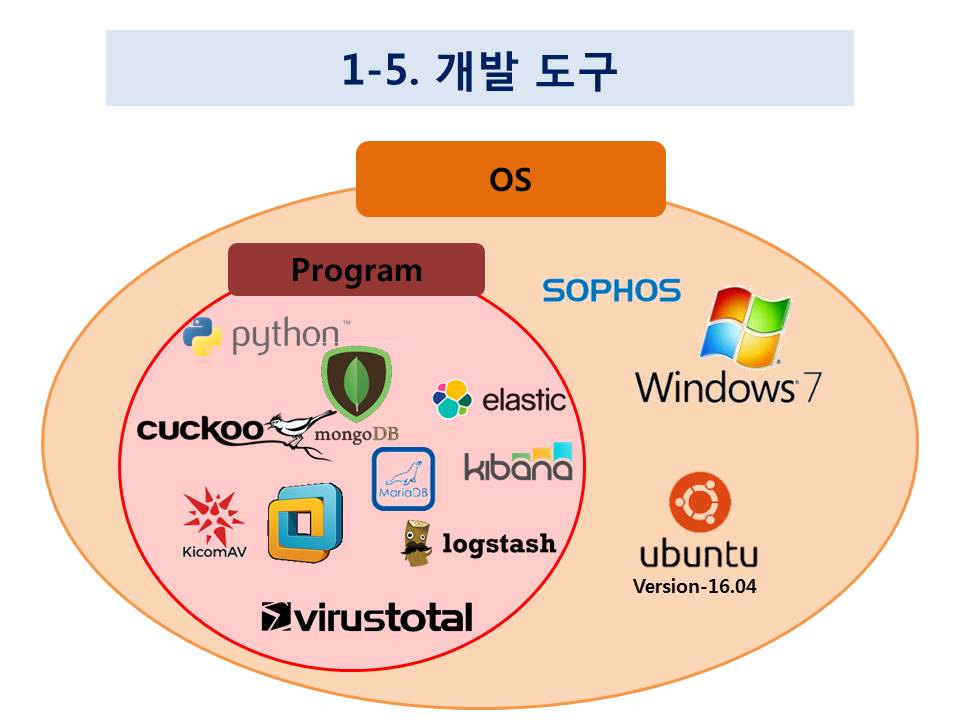 1-5. 개발 도구
OS
Program
SOPHOS
python™
Windows 7
elastic
cuckoo
mongoDB
kibana
MariaDB
KicomAV
logstash
ubuntu
Version-16.04
virustotal